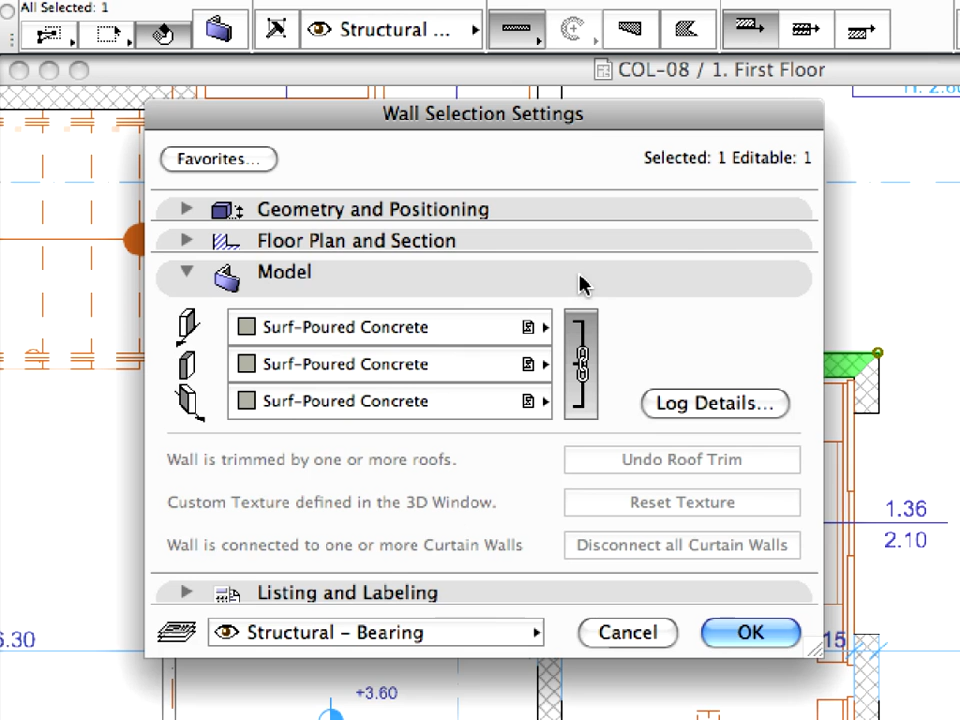 All Selected: 1
Structural ...
COL-08 / 1. First Floor
Wall Selection Settings
Favorites...
Selected: 1 Editable: 1
Geometry and Positioning
Floor Plan and Section
Model
Surf-Poured Concrete
Surf-Poured Concrete
Surf-Poured Concrete
Log Details...
Wall is trimmed by one or more roofs.
Undo Roof Trim
Custom Texture defined in the 3D Window.
Reset Texture
Wall is connected to one or more Curtain Walls
Disconnect all Curtain Walls
1.36
2.10
Listing and Labeling
Structural - Bearing
Cancel
OK
6.30
15
+3.60